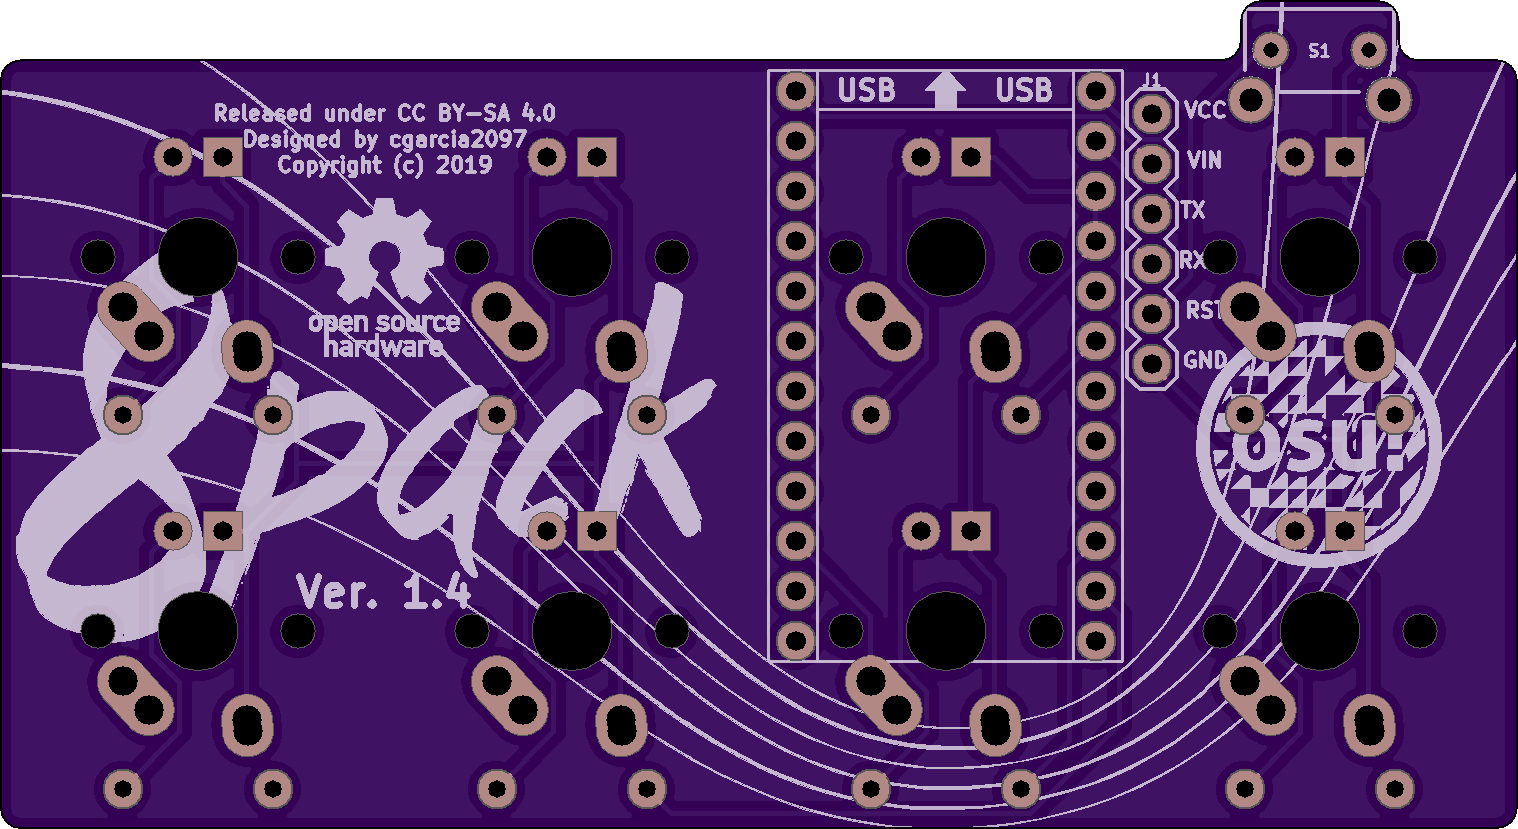 S1
USB USB
J1
Released under CC BY-SA 4.0
Designed by cgarcia2097
Copyright (c) 2019
VCC
VIN
TX
RX
RST
GND
open source
hardware
8pack
osu!
Ver. 1.4